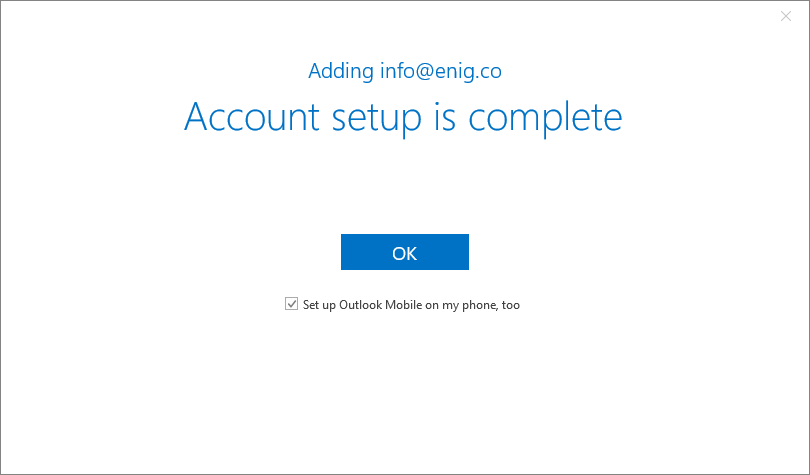 Adding info@enig.co
Account setup is complete
OK
Set up Outlook Mobile on my phone, too